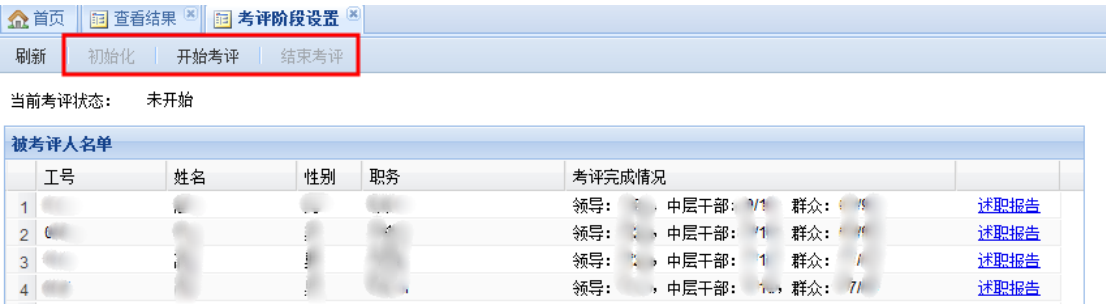 首页 查看结果 考评阶段设置
刷新 初始化 开始考评 结束考评
当前考评状态： 未开始
被考评人名单
工号 姓名 性别 职务 考评完成情况
1 领导： ，中层干部： 群众： 述职报告
2 领导： ，中层干部： 群众： 述职报告
3 领导： ，中层干部： 群众： 述职报告
4 领导： ，中层干部： ，群众： 述职报告